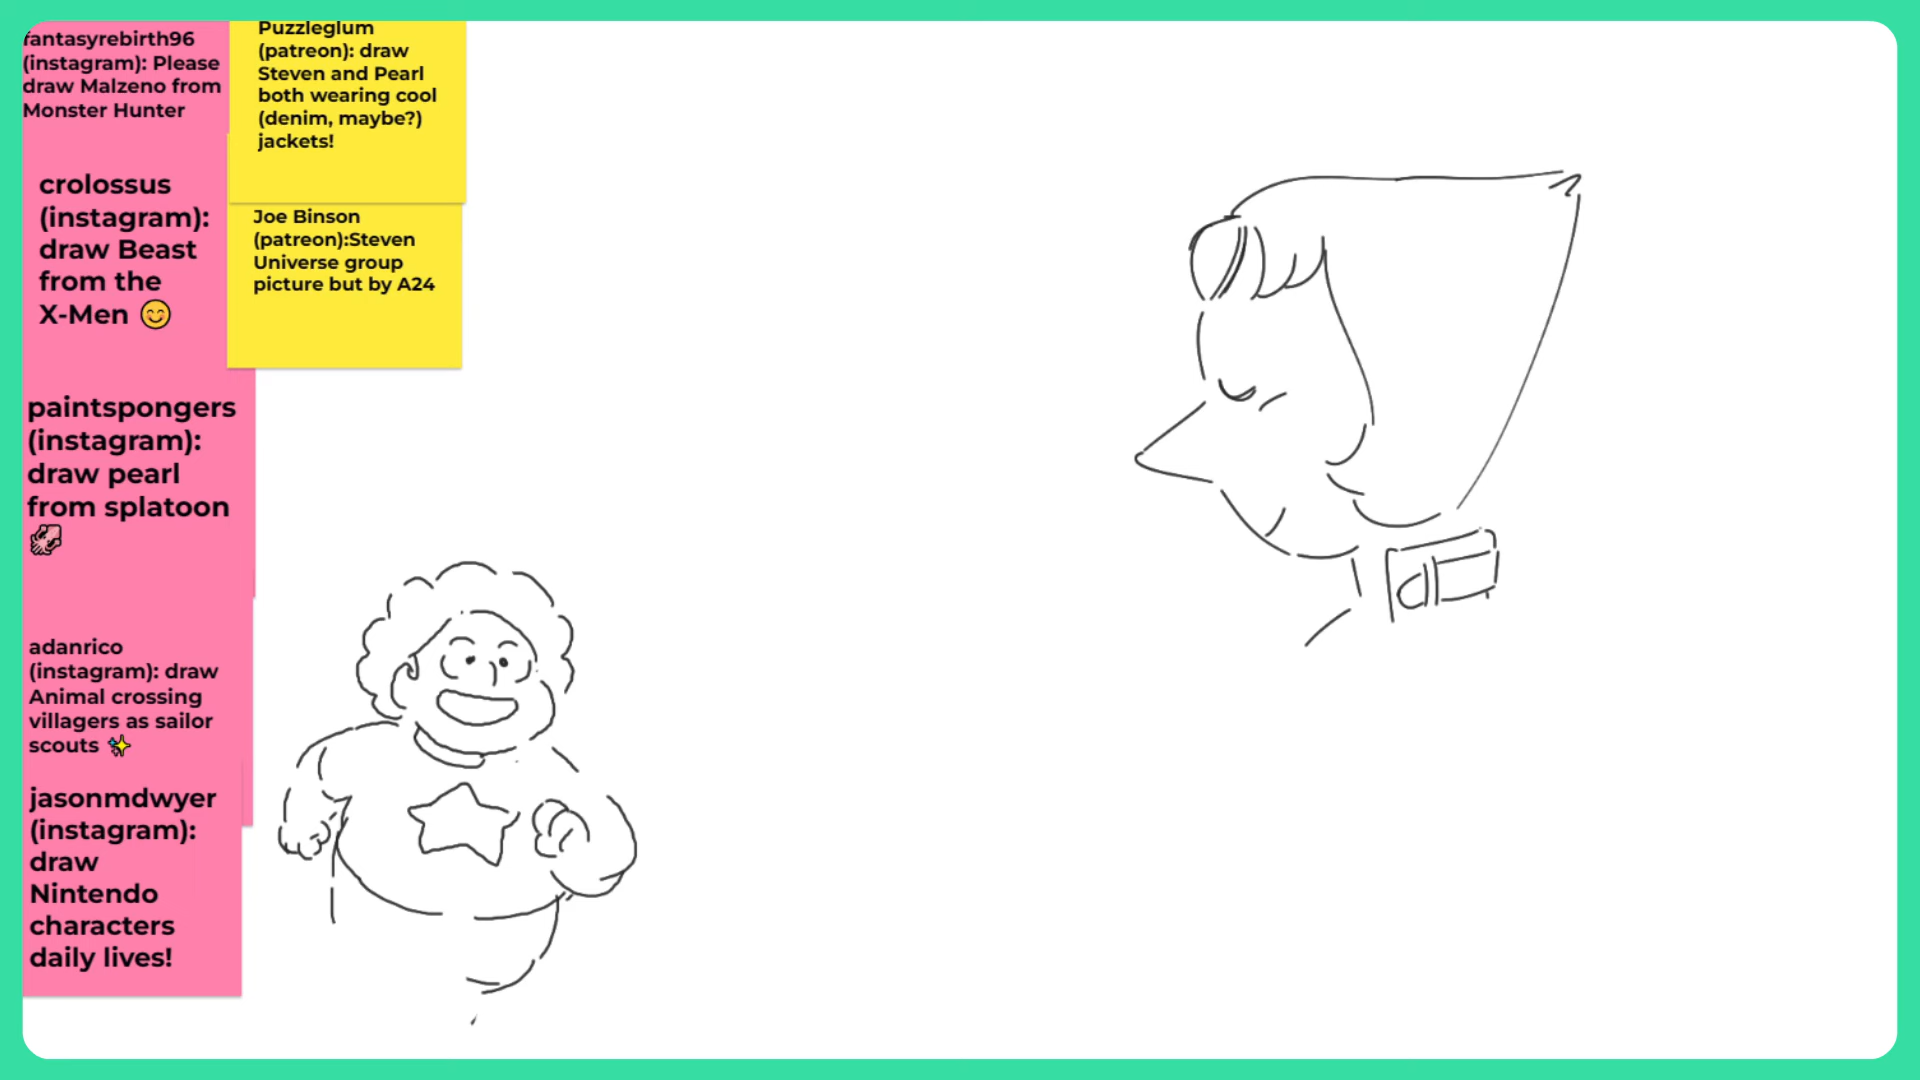 fantasyrebirth96
(instagram): Please
draw Malzeno from
Monster Hunter
crolossus
(instagram):
draw Beast
from the
X-Men 😊
paintspongers
(instagram):
draw pearl
from splatoon
🦑
adanrico
(instagram): draw
Animal crossing
villagers as sailor
scouts ✨
jasonmdwyer
(instagram):
draw
Nintendo
characters
daily lives!
Puzzleglum
(patreon): draw
Steven and Pearl
both wearing cool
(denim, maybe?)
jackets!
Joe Binson
(patreon):Steven
Universe group
picture but by A24